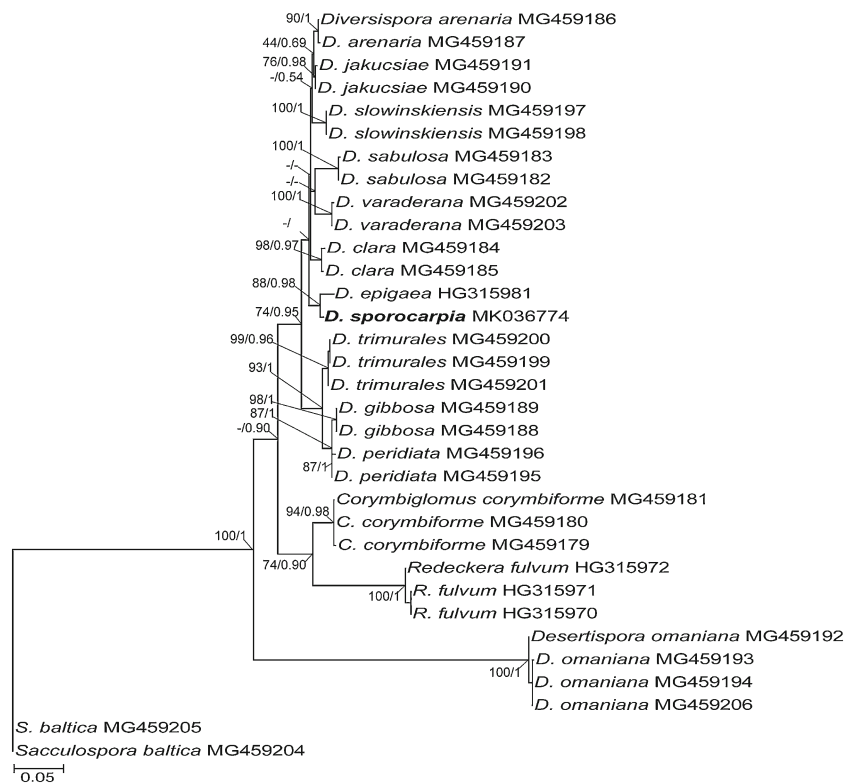 90/1
Diversispora arenaria MG459186
44/0.69
D. arenaria MG459187
76/0.98
D. jakucsiae MG459191
-/0.54
D. jakucsiae MG459190
100/1
D. slowinskiensis MG459197
D. slowinskiensis MG459198
100/1
D. sabulosa MG459183
-/-
D. sabulosa MG459182
-/-
100/1
D. varaderana MG459202
-/
D. varaderana MG459203
98/0.97
D. clara MG459184
D. clara MG459185
88/0.98
D. epigaea HG315981
74/0.95
D. sporocarpia MK036774
99/0.96
D. trimurales MG459200
D. trimurales MG459199
93/1
D. trimurales MG459201
98/1
D. gibbosa MG459189
87/1
-/0.90
D. gibbosa MG459188
D. peridiata MG459196
87/1
D. peridiata MG459195
Corymbiglomus corymbiforme MG459181
94/0.98
C. corymbiforme MG459180
100/1
C. corymbiforme MG459179
74/0.90
Redeckera fulvum HG315972
100/1
R. fulvum HG315971
R. fulvum HG315970
Desertispora omaniana MG459192
D. omaniana MG459193
100/1
D. omaniana MG459194
D. omaniana MG459206
S. baltica MG459205
Sacculospora baltica MG459204
0.05